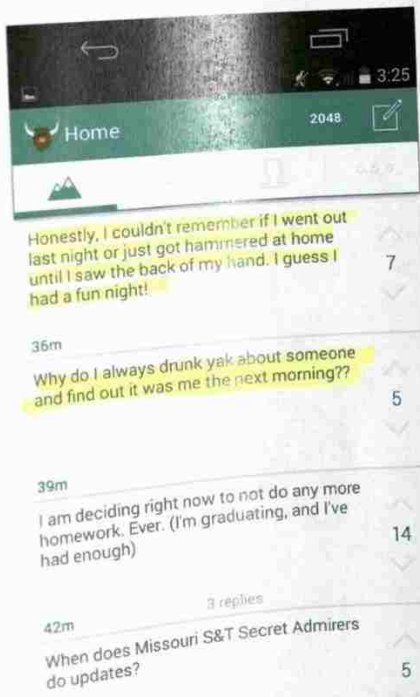 3:25
Home
2048
Honestly, I couldn't remember if I went out
last night or just got hammered at home
until I saw the back of my hand. I guess I
had a fun night!
7
36m
Why do I always drunk yak about someone
and find out it was me the next morning??
5
39m
I am deciding right now to not do any more
homework. Ever. (I'm graduating, and I've
had enough)
14
42m
3 replies
When does Missouri S&T Secret Admirers
do updates?
5